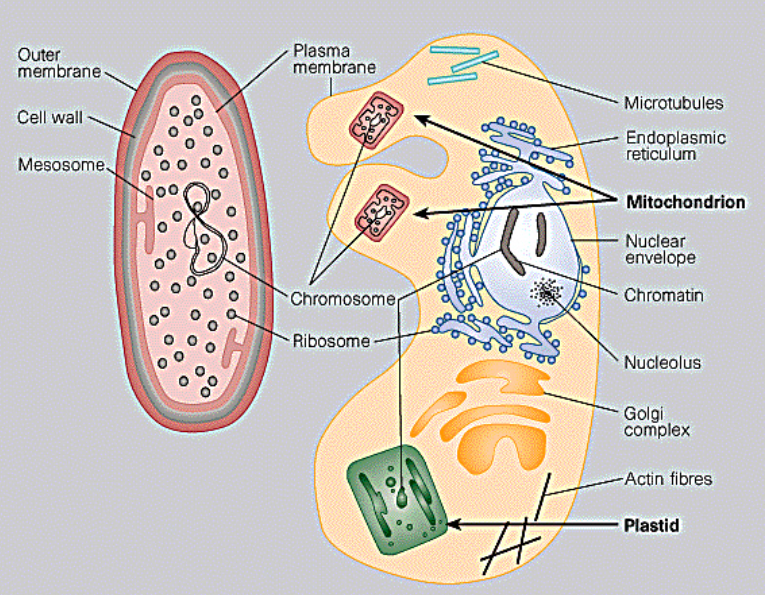 Outer
membrane
Cell wall
Mesosome
Plasma
membrane
Chromosome
Ribosome
Microtubules
Endoplasmic
reticulum
Mitochondrion
Nuclear
envelope
Chromatin
Nucleolus
Golgi
complex
Actin fibres
Plastid